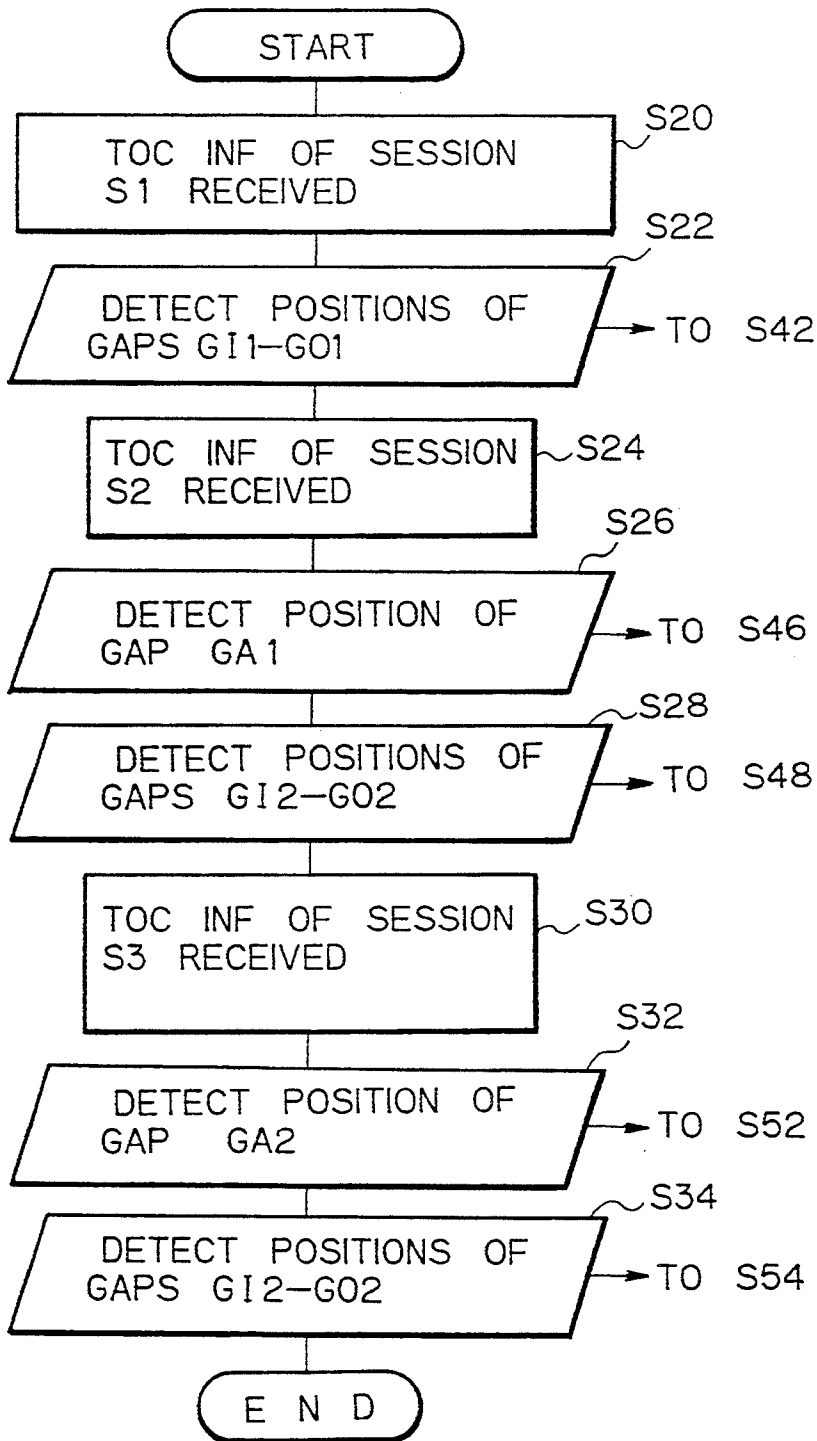 START
S20
TOC INF OF SESSION
S1 RECEIVED
S22
DETECT POSITIONS OF
GAPS GI1-GO1
TO S42
TOC INF OF SESSION
S2 RECEIVED
S24
S26
DETECT POSITION OF
GAP GA1
TO S46
S28
DETECT POSITIONS OF
GAPS GI2-GO2
TO S48
TOC INF OF SESSION
S3 RECEIVED
S30
S32
DETECT POSITION OF
GAP GA2
TO S52
S34
DETECT POSITIONS OF
GAPS GI2-GO2
TO S54
END